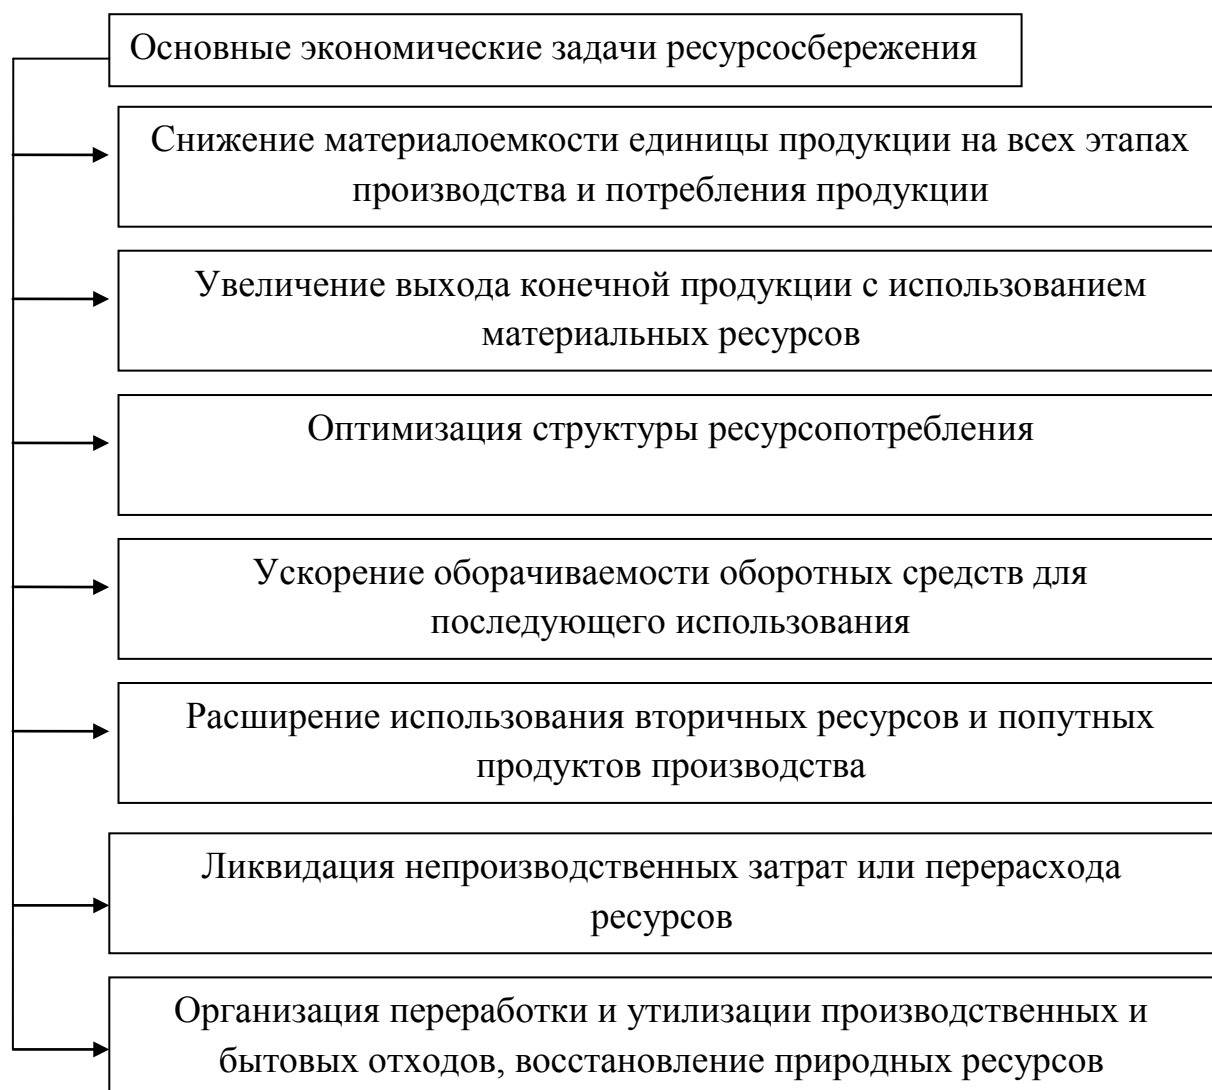 Основные экономические задачи ресурсосбережения
Снижение материалоемкости единицы продукции на всех этапах
производства и потребления продукции
Увеличение выхода конечной продукции с использованием
материальных ресурсов
Оптимизация структуры ресурсопотребления
Ускорение оборачиваемости оборотных средств для
последующего использования
Расширение использования вторичных ресурсов и попутных
продуктов производства
Ликвидация непроизводственных затрат или перерасхода
ресурсов
Организация переработки и утилизации производственных и
бытовых отходов, восстановление природных ресурсов